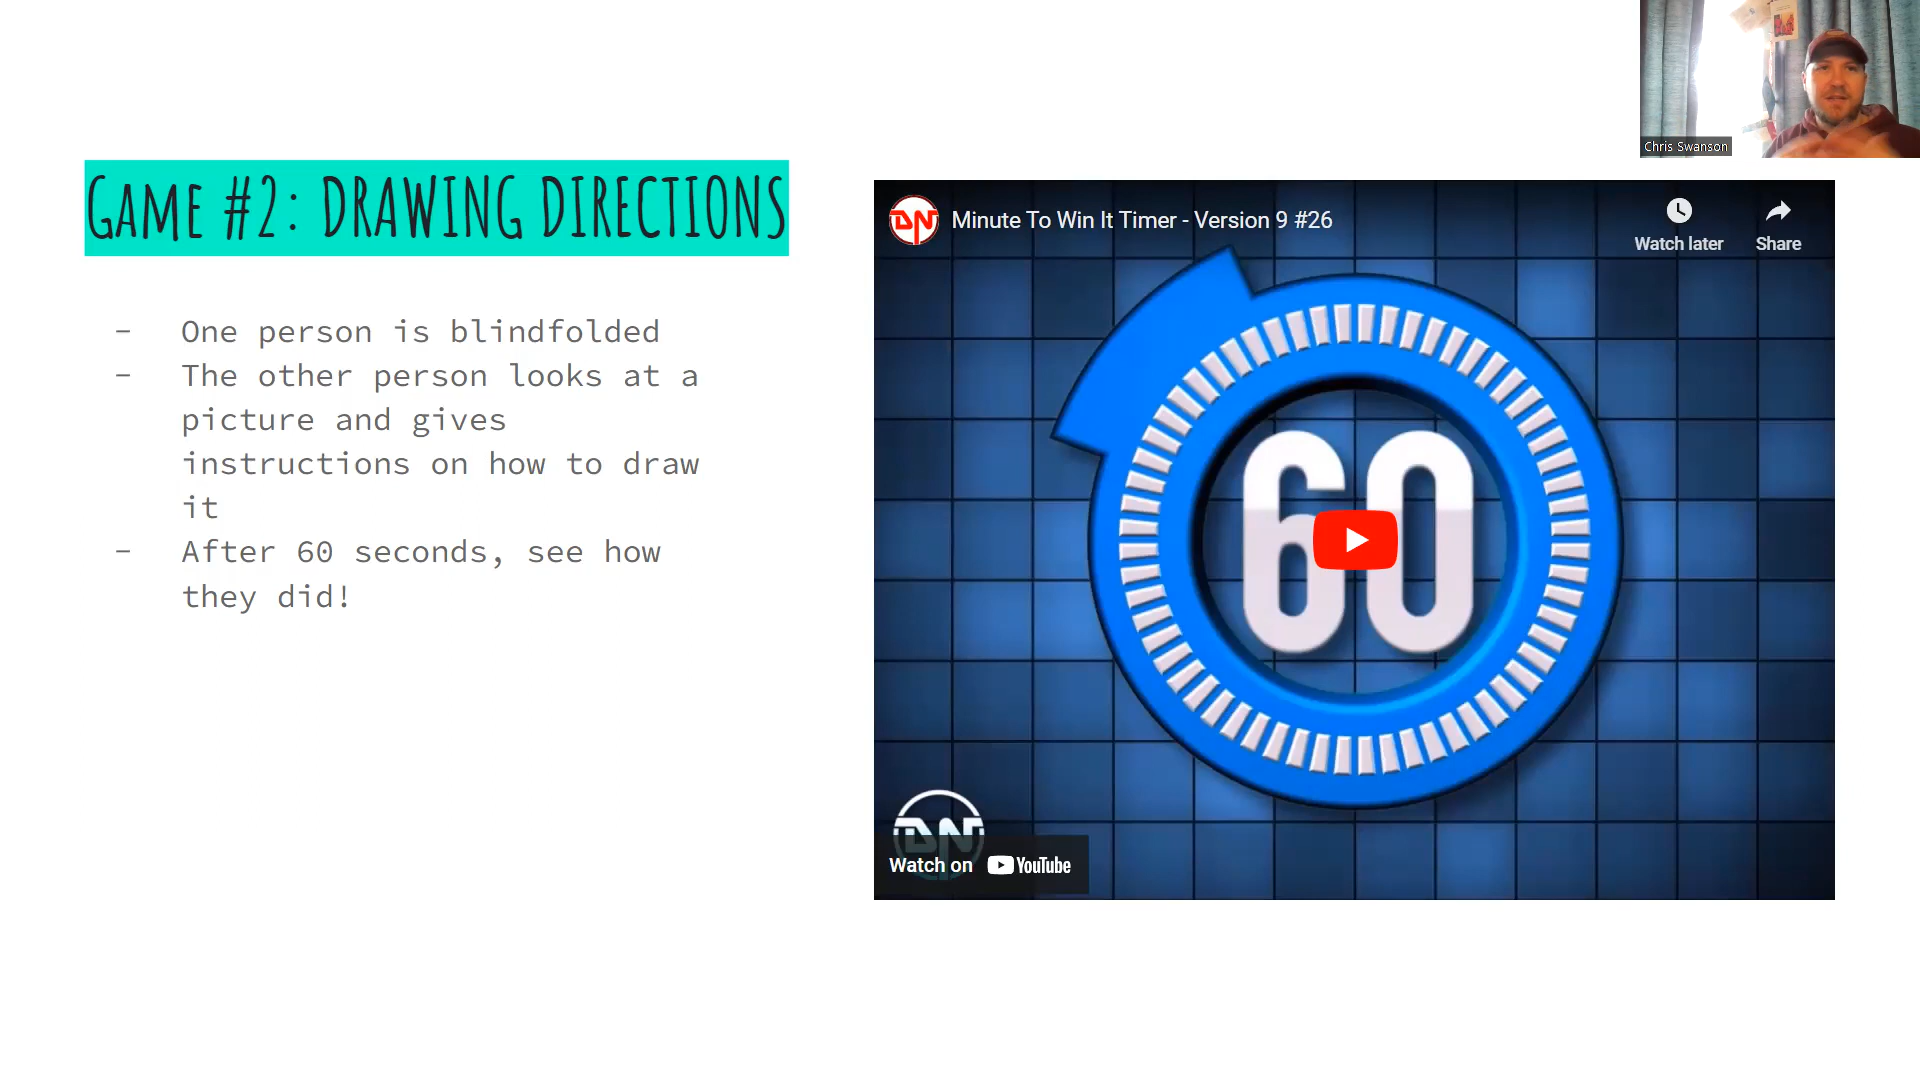 Chris Swanson
Game #2: DRAWING DIRECTIONS
- One person is blindfolded
- The other person looks at a
picture and gives
instructions on how to draw
it
- After 60 seconds, see how
they did!
DN
Minute To Win It Timer - Version 9 #26
Watch later
Share
60
DN
Watch on YouTube